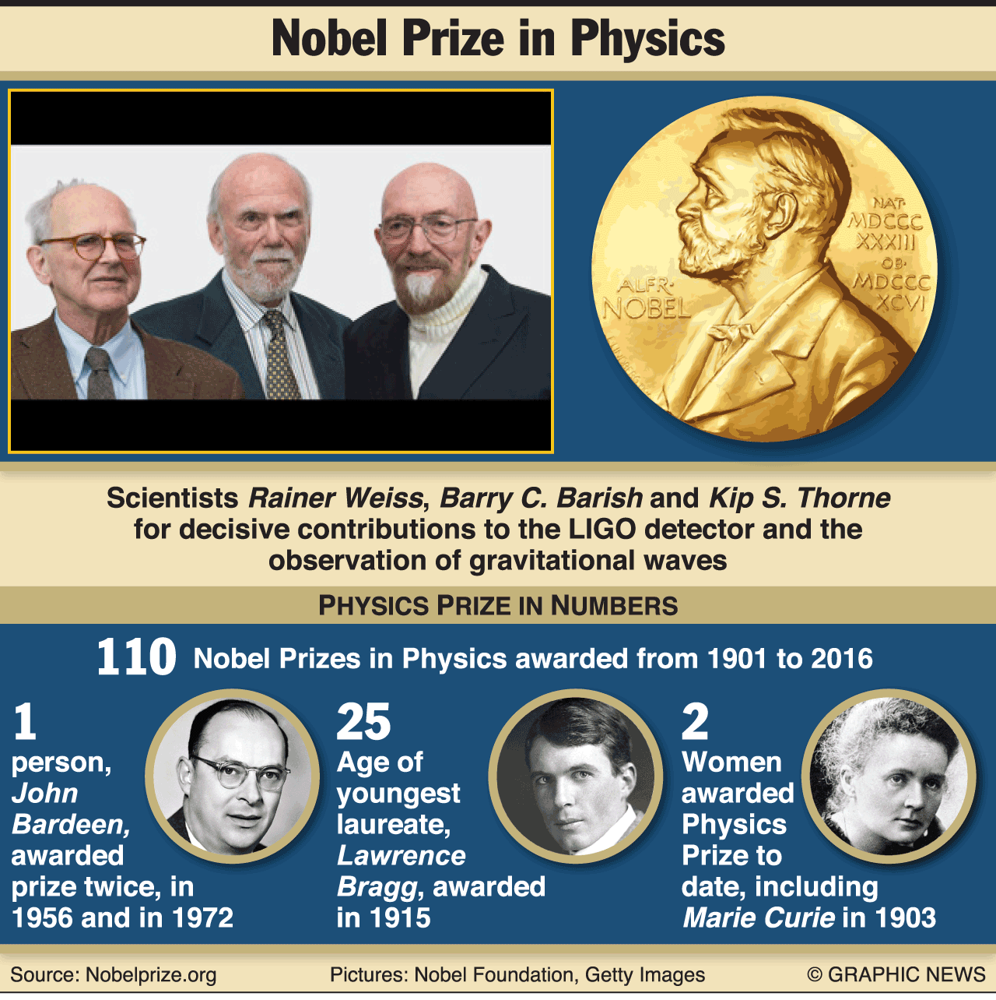 Nobel Prize in Physics
ALFR·
NOBEL
NAT·
MDCCC
XXXIII
OB·
MDCCC
XCVI
Scientists Rainer Weiss, Barry C. Barish and Kip S. Thorne
for decisive contributions to the LIGO detector and the
observation of gravitational waves
PHYSICS PRIZE IN NUMBERS
110 Nobel Prizes in Physics awarded from 1901 to 2016
1
person,
John
Bardeen,
awarded
prize twice, in
1956 and in 1972
25
Age of
youngest
laureate,
Lawrence
Bragg, awarded
in 1915
2
Women
awarded
Physics
Prize to
date, including
Marie Curie in 1903
Source: Nobelprize.org
Pictures: Nobel Foundation, Getty Images
© GRAPHIC NEWS